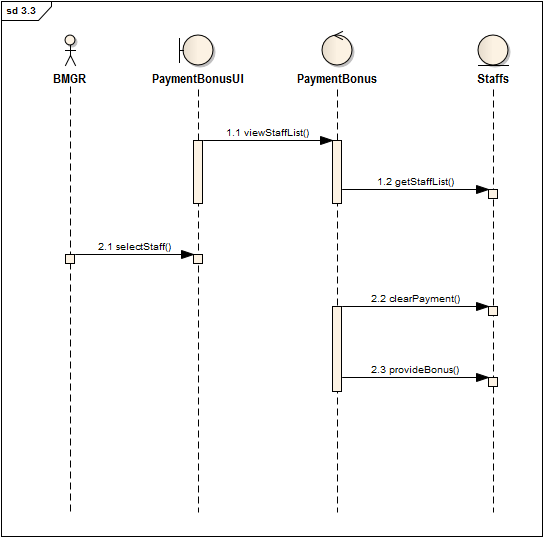 sd 3.3
BMGR
PaymentBonusUI
PaymentBonus
Staffs
1.1 viewStaffList()
1.2 getStaffList()
2.1 selectStaff()
2.2 clearPayment()
2.3 provideBonus()